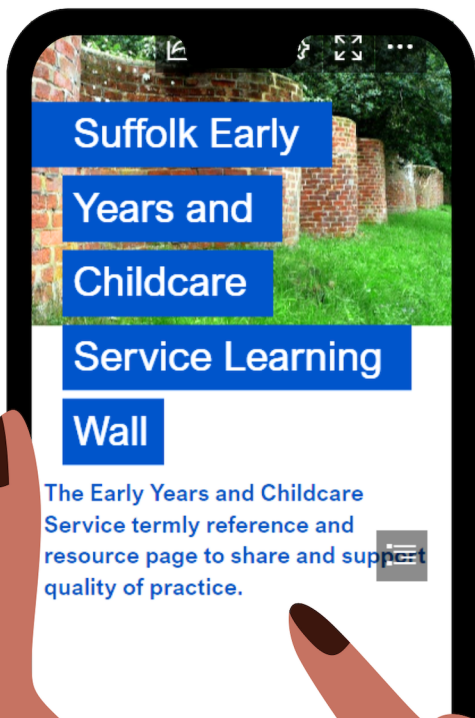 Suffolk Early
Years and
Childcare
Service Learning
Wall
The Early Years and Childcare
Service termly reference and
resource page to share and support
quality of practice.